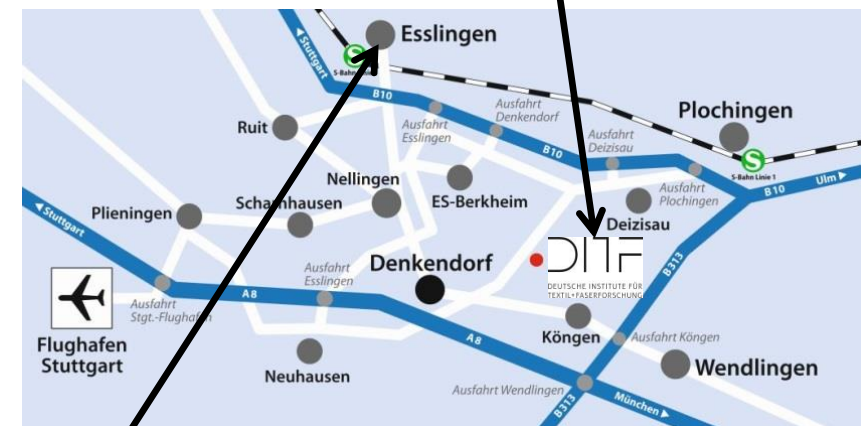 Esslingen
Stuttgart
S
B10
Ausfahrt
Esslingen
Ausfahrt
Denkendorf
B10
Ausfahrt
Deizisau
Plochingen
S
S-Bahn Linie 1
Ausfahrt
Plochingen
B10
Ulm
Ruit
Nellingen
ES-Berkheim
Deizisau
Plieningen
Scharnhausen
Stuttgart
Denkendorf
DITF
DEUTSCHE INSTITUTE FÜR
TEXTIL+FASERFORSCHUNG
B313
Ausfahrt
Esslingen
A8
Ausfahrt
Stgt.-Flughafen
Flughafen
Stuttgart
Neuhausen
A8
Köngen
Ausfahrt Köngen
Wendlingen
Ausfahrt Wendlingen
B313
München